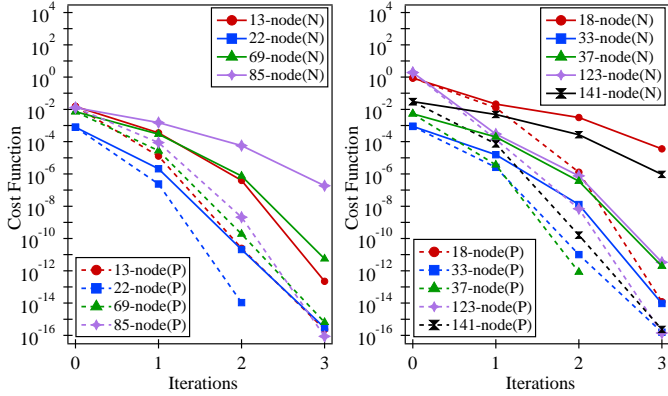 10^4
10^2
10^0
10^-2
10^-4
10^-6
10^-8
10^-10
10^-12
10^-14
10^-16
Cost Function
13-node(N)
22-node(N)
69-node(N)
85-node(N)
13-node(P)
22-node(P)
69-node(P)
85-node(P)
0 1 2 3
Iterations
10^4
10^2
10^0
10^-2
10^-4
10^-6
10^-8
10^-10
10^-12
10^-14
10^-16
Cost Function
18-node(N)
33-node(N)
37-node(N)
123-node(N)
141-node(N)
18-node(P)
33-node(P)
37-node(P)
123-node(P)
141-node(P)
0 1 2 3
Iterations